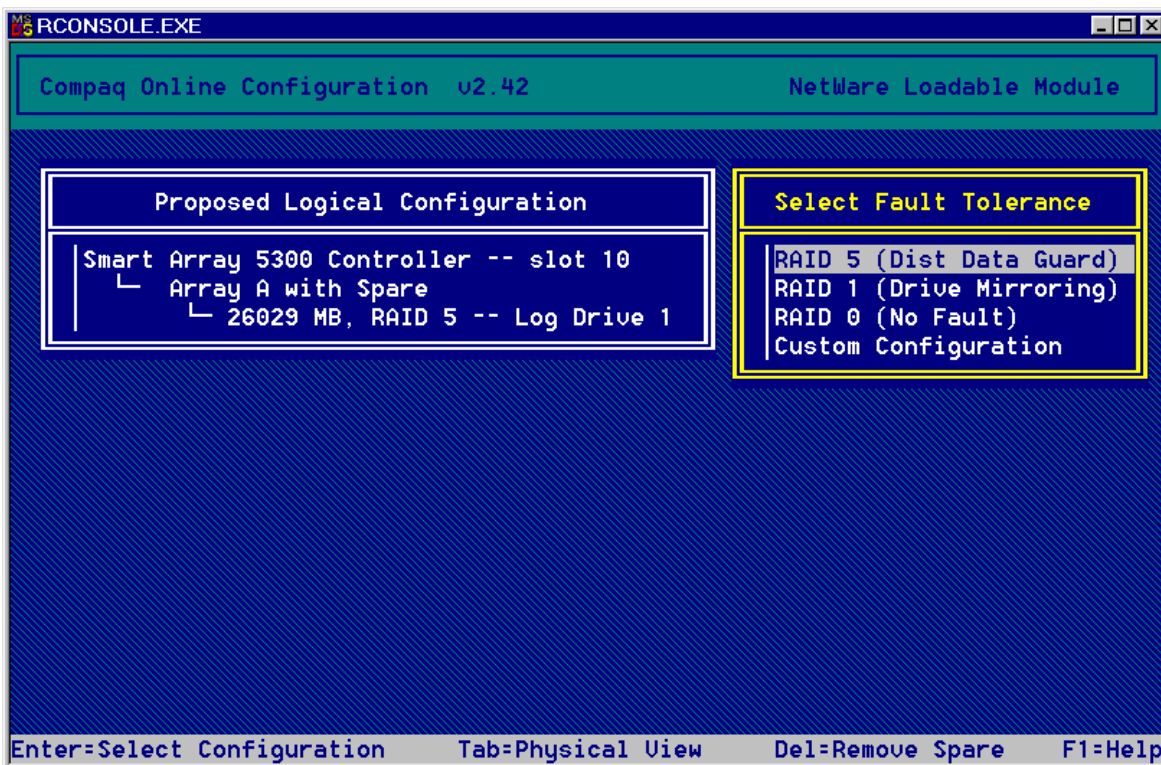 RCONSOLE.EXE
Compaq Online Configuration v2.42 NetWare Loadable Module
Proposed Logical Configuration
Smart Array 5300 Controller -- slot 10
Array A with Spare
26029 MB, RAID 5 -- Log Drive 1
Select Fault Tolerance
RAID 5 (Dist Data Guard)
RAID 1 (Drive Mirroring)
RAID 0 (No Fault)
Custom Configuration
Enter=Select Configuration Tab=Physical View Del=Remove Spare F1=Help